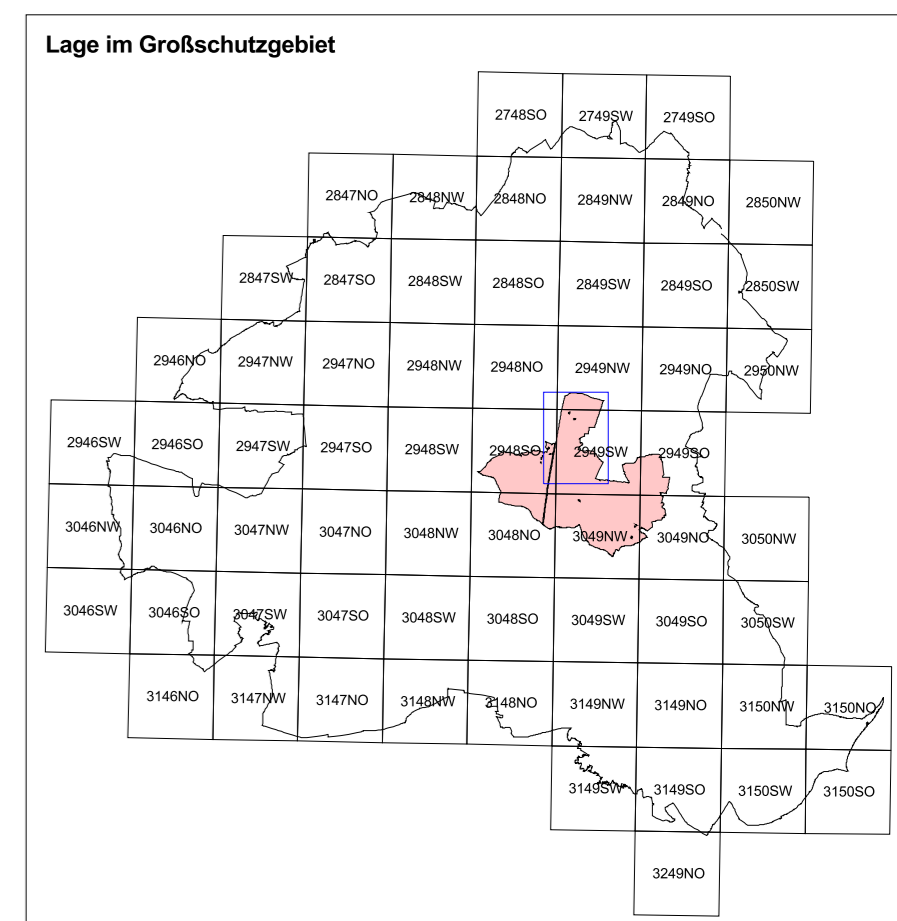 Lage im Großschutzgebiet
2748SO 2749SW 2749SO
2847NO 2848NW 2848NO 2849NW 2849NO 2850NW
2847SW 2847SO 2848SW 2848SO 2849SW 2849SO 2850SW
2946NO 2947NW 2947NO 2948NW 2948NO 2949NW 2949NO 2950NW
2946SW 2946SO 2947SW 2947SO 2948SW 2948SO 2949SW 2949SO
3046NW 3046NO 3047NW 3047NO 3048NW 3048NO 3049NW 3049NO 3050NW
3046SW 3046SO 3047SW 3047SO 3048SW 3048SO 3049SW 3049SO 3050SW
3146NO 3147NW 3147NO 3148NW 3148NO 3149NW 3149NO 3150NW 3150NO
3149SW 3149SO 3150SW 3150SO
3249NO